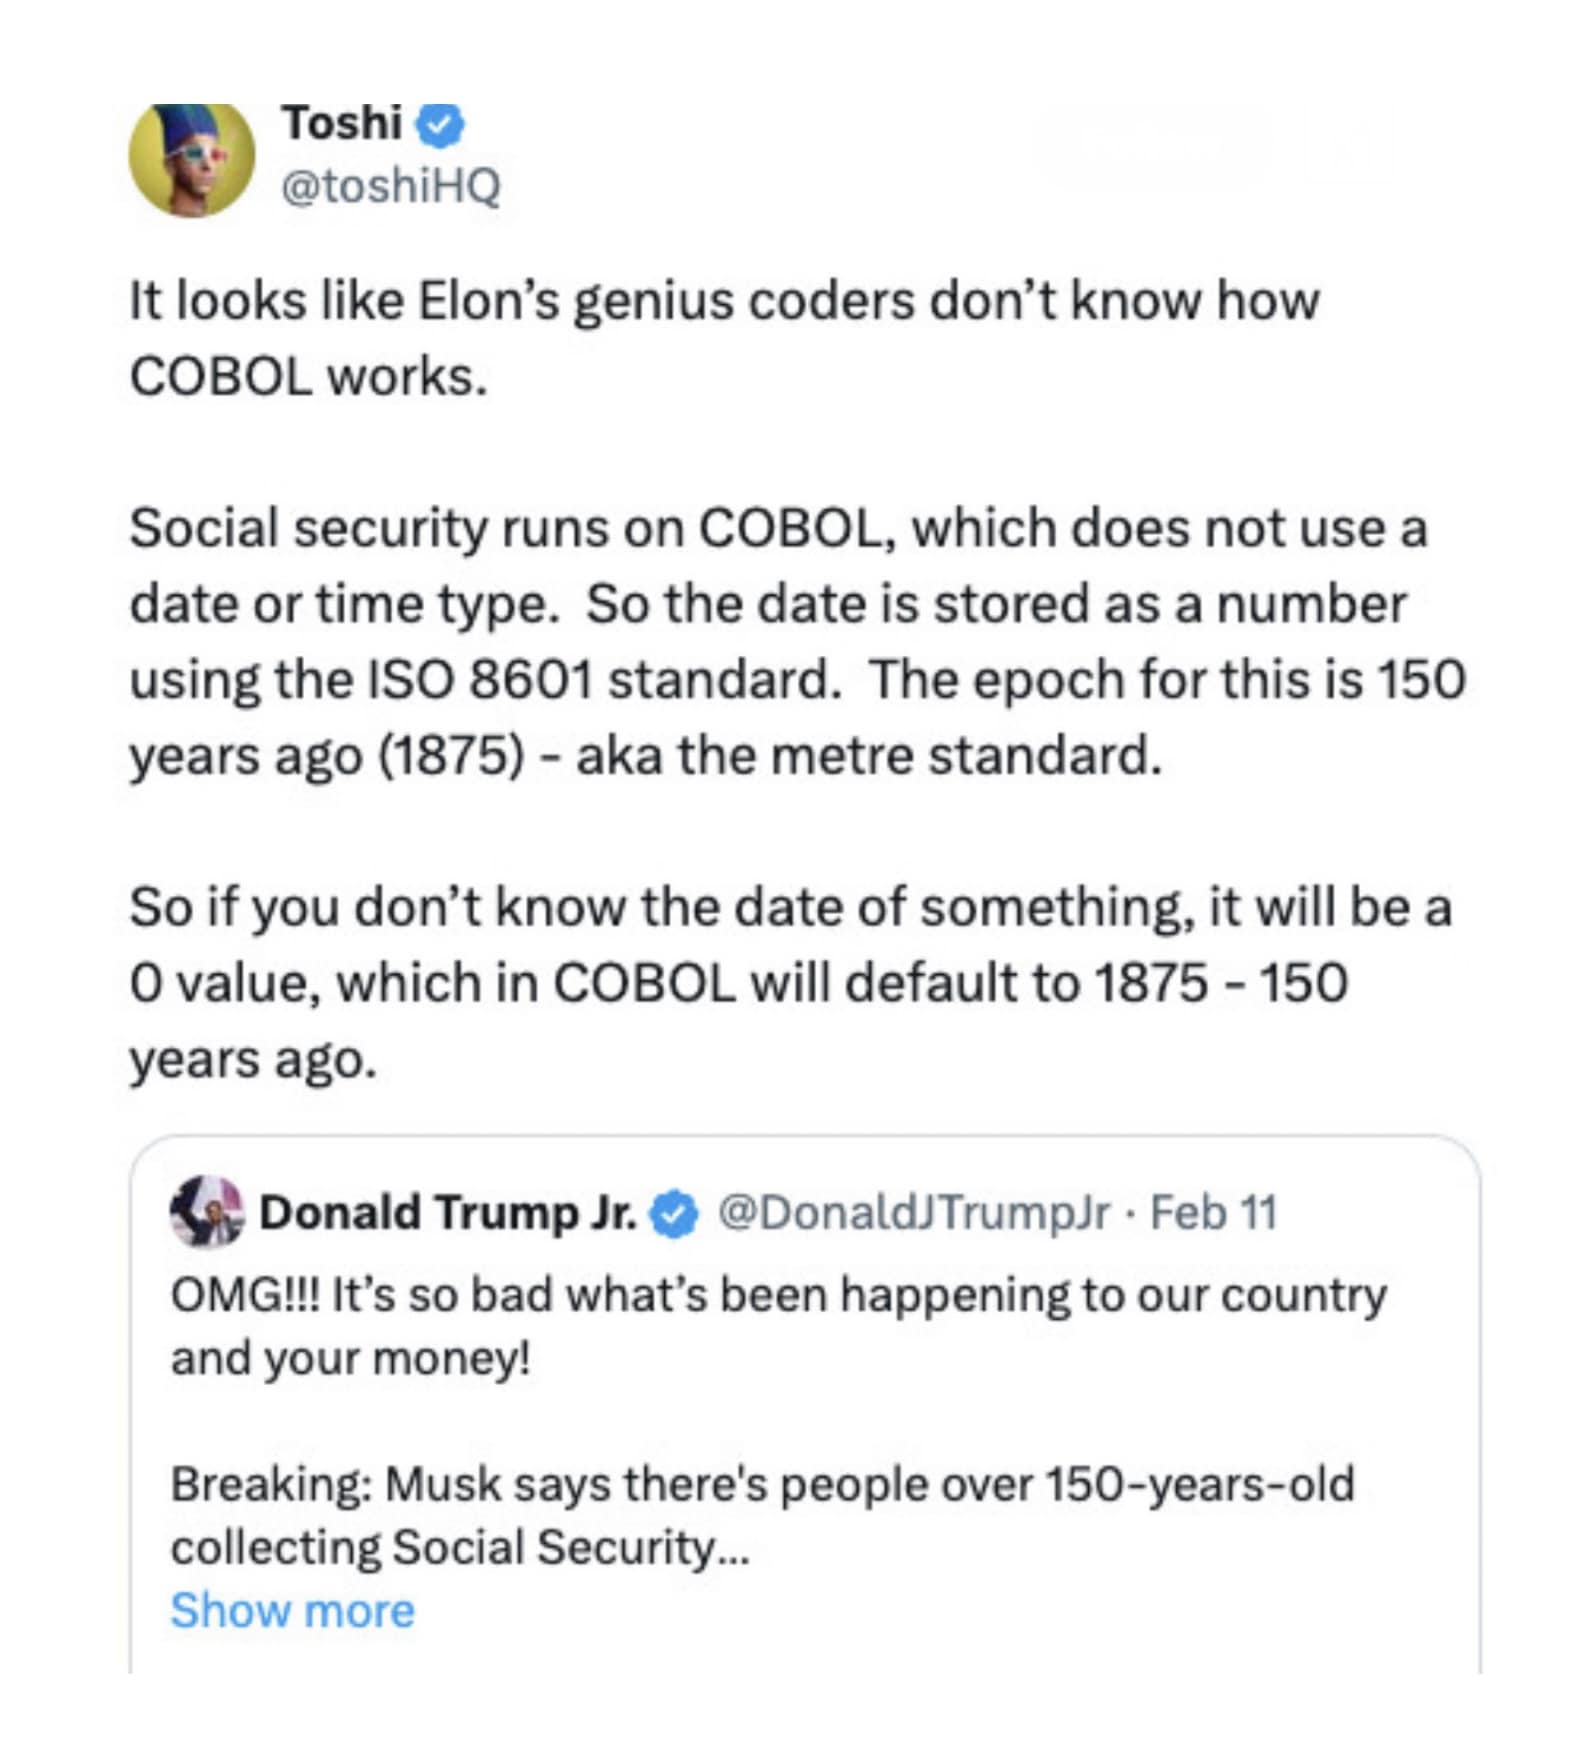 Toshi
@toshiHQ
It looks like Elon’s genius coders don’t know how
COBOL works.
Social security runs on COBOL, which does not use a
date or time type.  So the date is stored as a number
using the ISO 8601 standard.  The epoch for this is 150
years ago (1875) - aka the metre standard.
So if you don’t know the date of something, it will be a
0 value, which in COBOL will default to 1875 - 150
years ago.
Donald Trump Jr. @DonaldJTrumpJr · Feb 11
OMG!!! It’s so bad what’s been happening to our country
and your money!
Breaking: Musk says there's people over 150-years-old
collecting Social Security...
Show more